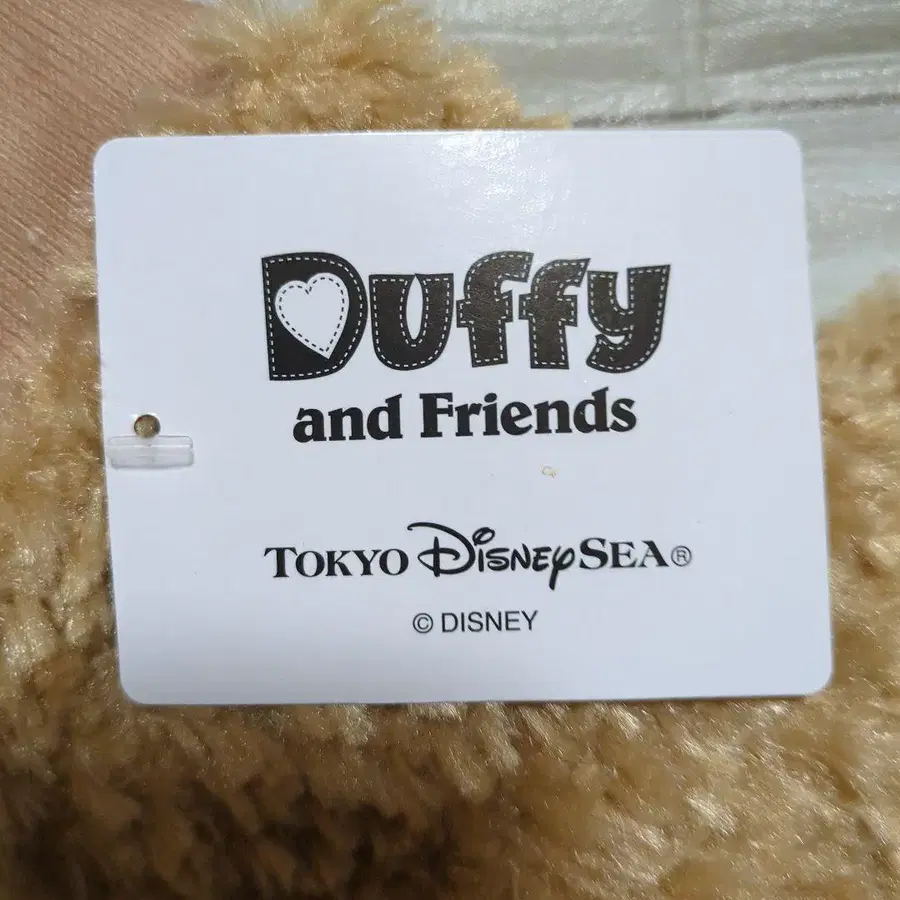 Duffy
and Friends
TOKYO DISNEYSEA®
© DISNEY